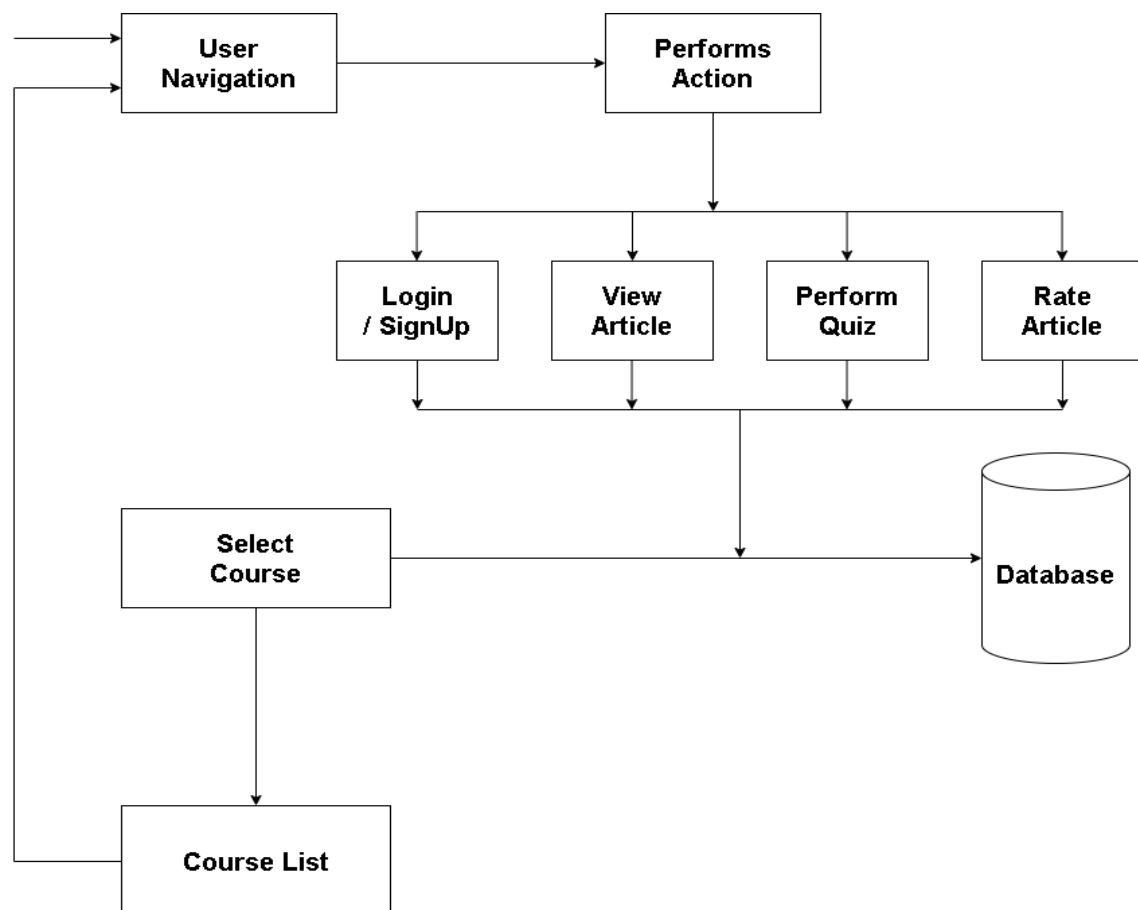 User
Navigation
Performs
Action
Login
/ SignUp
View
Article
Perform
Quiz
Rate
Article
Select
Course
Database
Course List